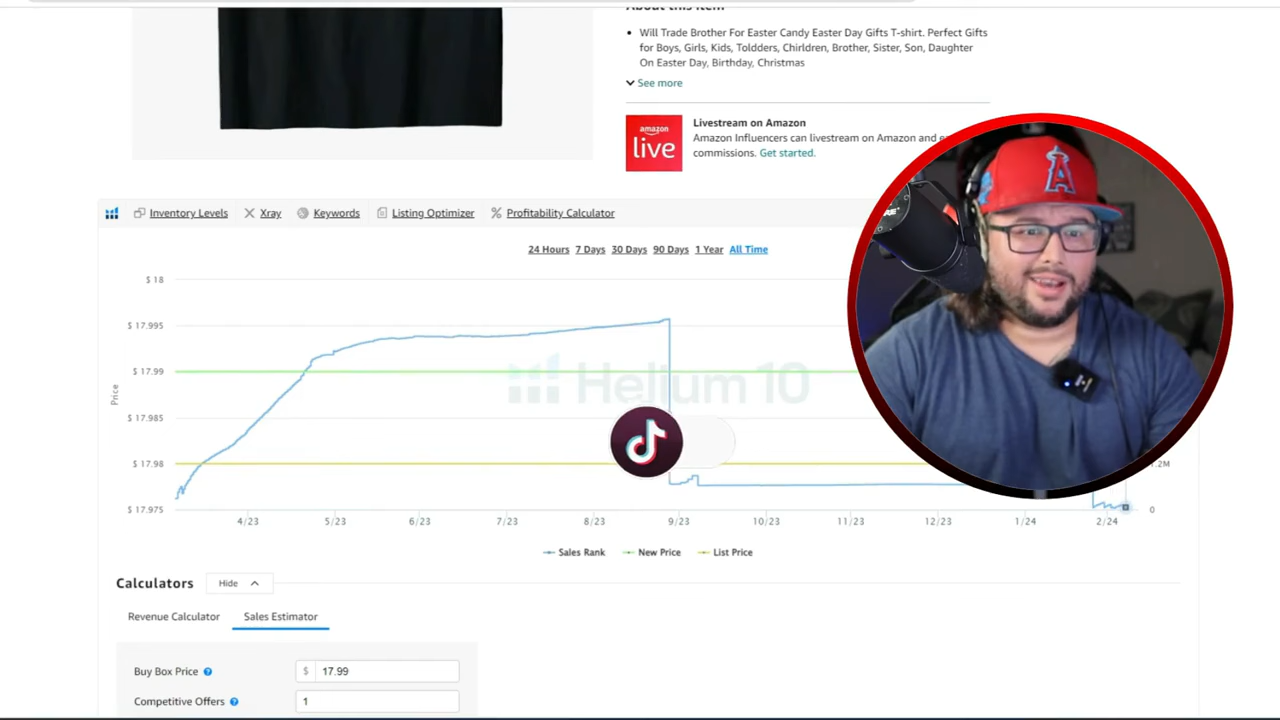 About this item
Will Trade Brother For Easter Candy Easter Day Gifts T-shirt. Perfect Gifts
for Boys, Girls, Kids, Toldders, Chirldren, Brother, Sister, Son, Daughter
On Easter Day, Birthday, Christmas
See more
amazon
live
Livestream on Amazon
Amazon Influencers can livestream on Amazon and
commissions. Get started.
Inventory Levels Xray Keywords Listing Optimizer Profitability Calculator
24 Hours 7 Days 30 Days 90 Days 1 Year All Time
$ 18
$ 17.995
$ 17.99
$ 17.985
$ 17.98
$ 17.975
Price
Helium 10
A
0
4/23 5/23 6/23 7/23 8/23 9/23 10/23 11/23 12/23 1/24 2/24
Sales Rank New Price List Price
Calculators Hide
Revenue Calculator Sales Estimator
Buy Box Price ? $ 17.99
Competitive Offers ? 1